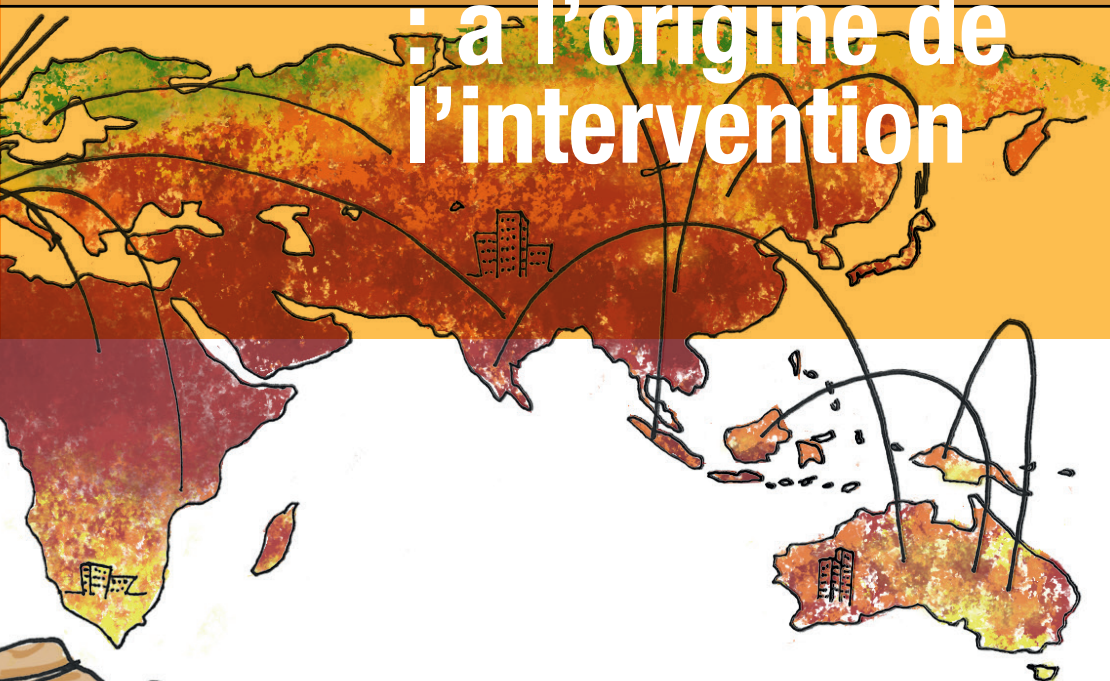 : à l’origine de
l’intervention